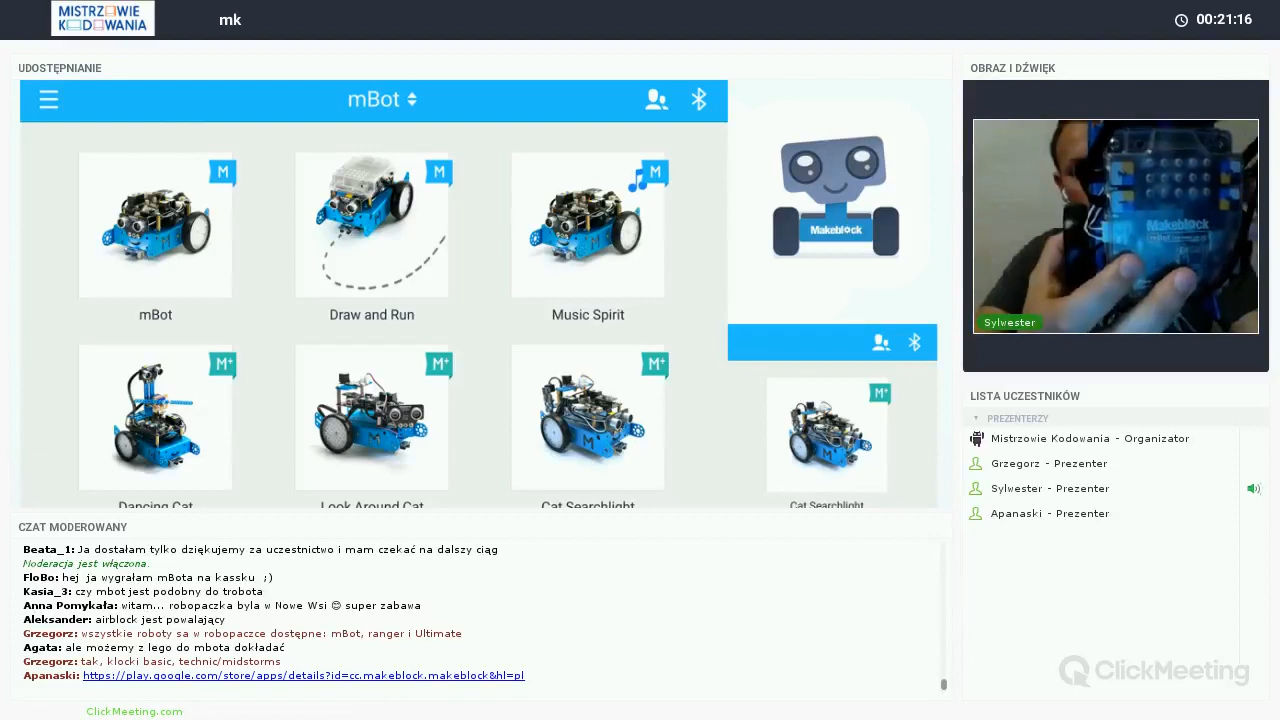 MISTRZOWIE
KODOWANIA
mk
00:21:16
UDOSTĘPNIANIE
mBot
M
M
M
mBot
Draw and Run
Music Spirit
M+
M+
M+
Dancing Cat
Look Around Cat
Cat Searchlight
Makeblock
M+
Cat Searchlight
OBRAZ I DŹWIĘK
Makeblock
Sylwester
LISTA UCZESTNIKÓW
PREZENTERZY
Mistrzowie Kodowania - Organizator
Grzegorz - Prezenter
Sylwester - Prezenter
Apanaski - Prezenter
CZAT MODEROWANY
Beata_1: Ja dostałam tylko dziękujemy za uczestnictwo i mam czekać na dalszy ciąg
Moderacja jest włączona.
FloBo: hej ja wygrałam mBota na kassku ;)
Kasia_3: czy mbot jest podobny do trobota
Anna Pomykała: witam... robopaczka byla w Nowe Wsi 😊 super zabawa
Aleksander: airblock jest powalający
Grzegorz: wszystkie roboty sa w robopaczce dostępne: mBot, ranger i Ultimate
Agata: ale możemy z lego do mbota dokładać
Grzegorz: tak, klocki basic, technic/midstorms
Apanaski: https://play.google.com/store/apps/details?id=cc.makeblock.makeblock&hl=pl
ClickMeeting
ClickMeeting.com